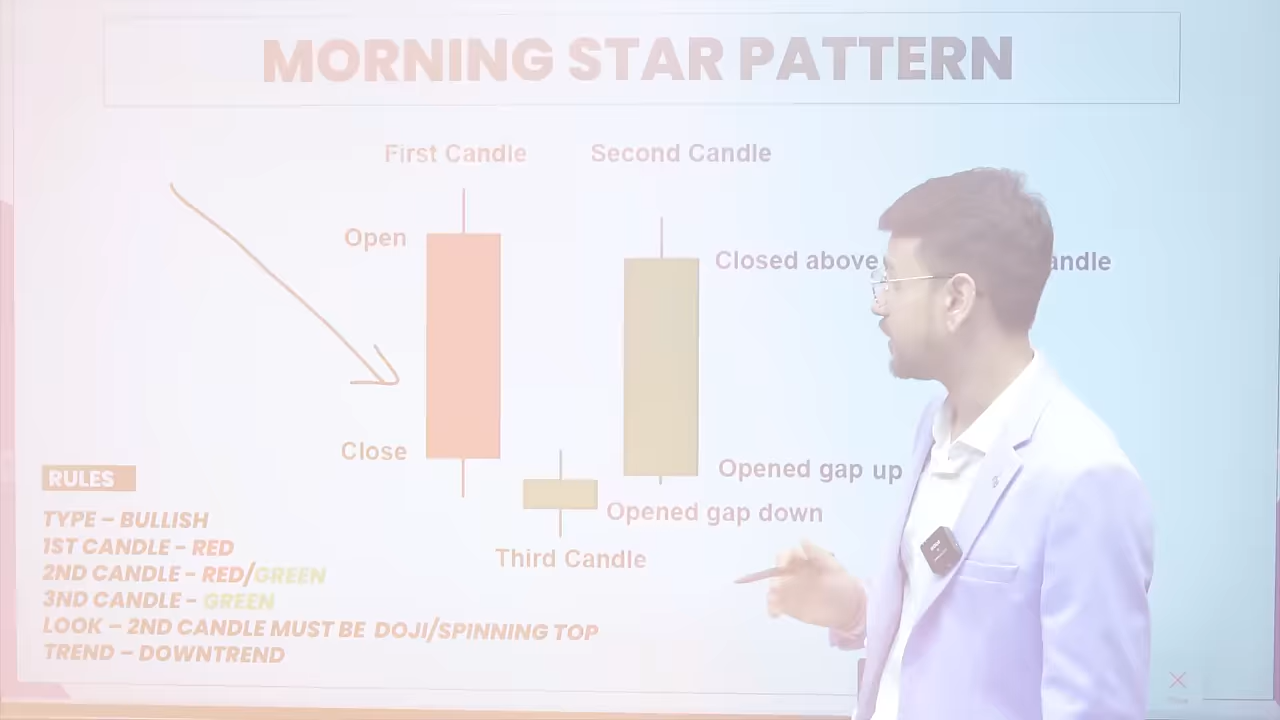 MORNING STAR PATTERN
First Candle
Second Candle
Open
Closed above
andle
Close
Opened gap up
Opened gap down
Third Candle
RULES
TYPE – BULLISH
1ST CANDLE – RED
2ND CANDLE – RED/GREEN
3ND CANDLE – GREEN
LOOK – 2ND CANDLE MUST BE DOJI/SPINNING TOP
TREND – DOWNTREND